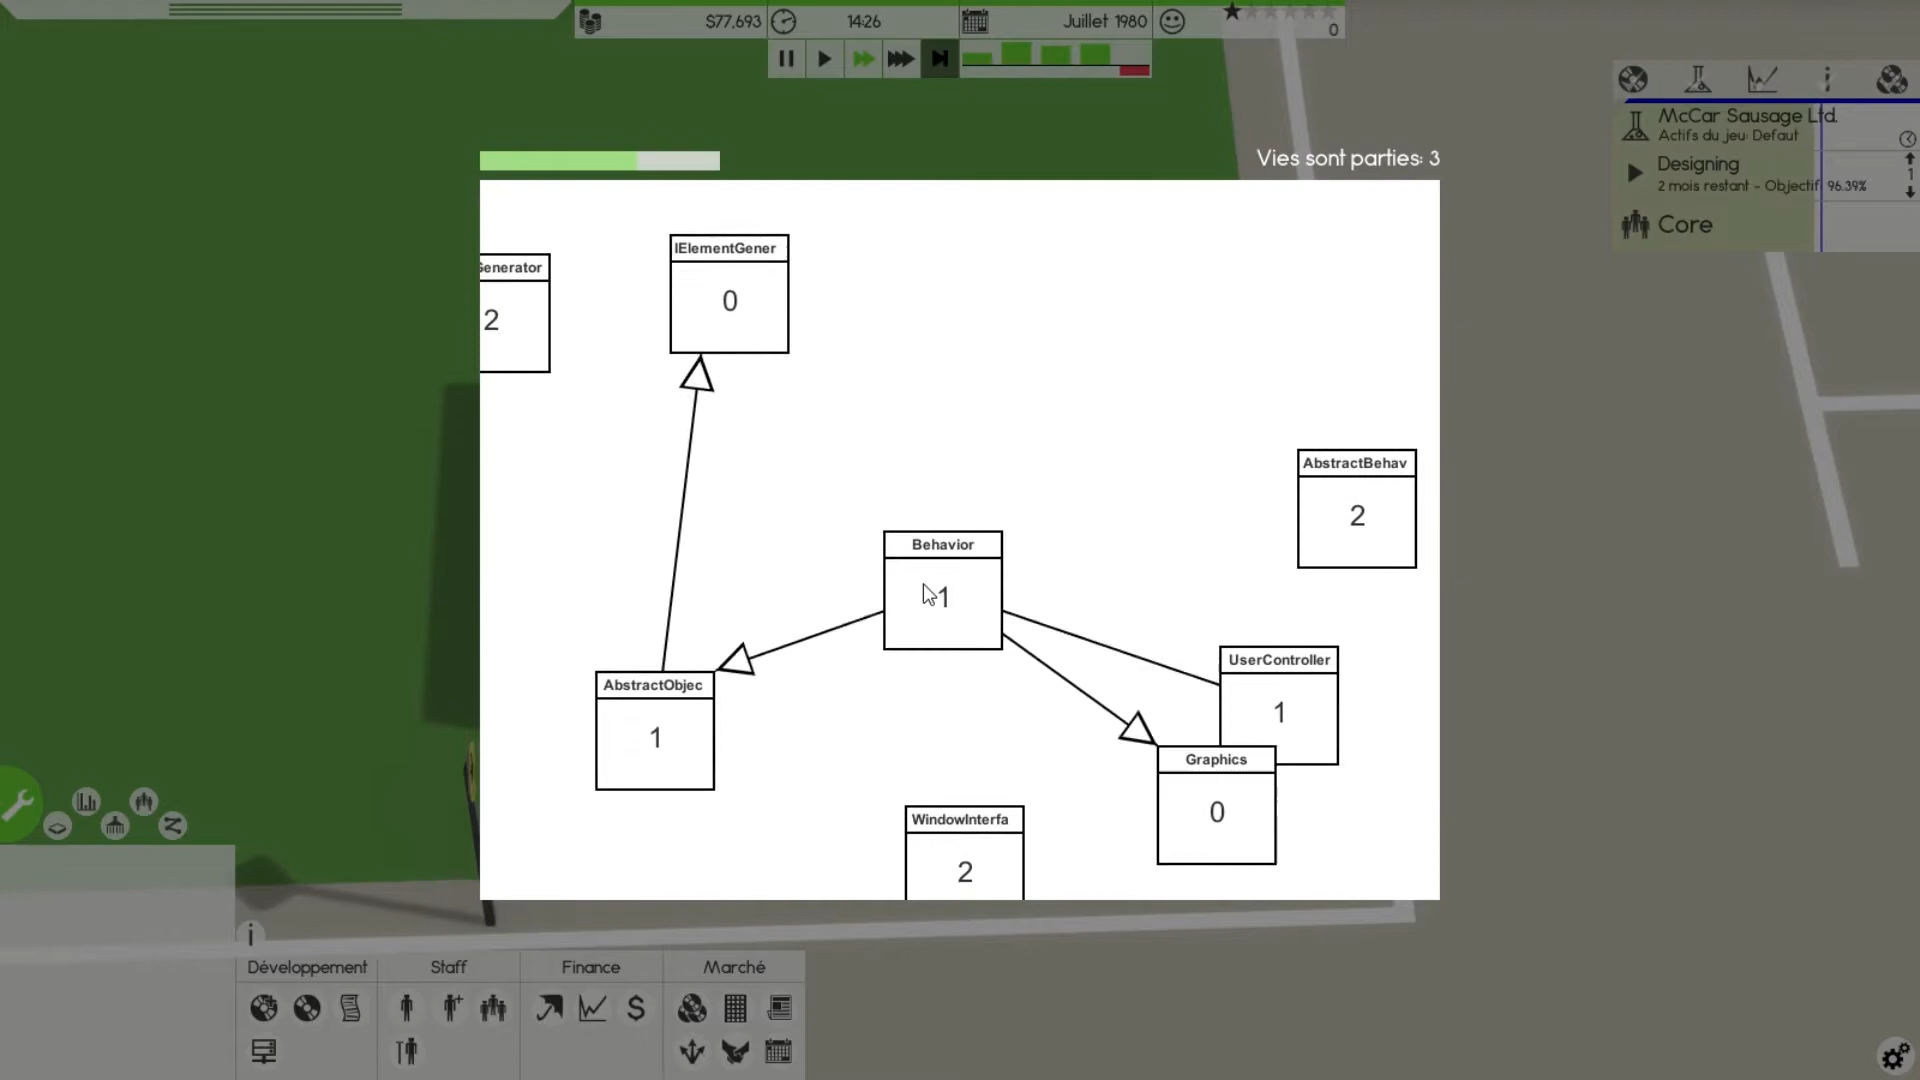 $77,693
14:26
Juillet 1980
0
McCar Sausage Ltd.
Actifs du jeu: Defaut
Designing
2 mois restant - Objectif: 96.39%
1
Core
Vies sont parties: 3
IElementGener
0
Generator
2
AbstractBehav
2
Behavior
1
UserController
1
AbstractObjec
1
Graphics
0
WindowInterfa
2
Développement
Staff
Finance
Marché